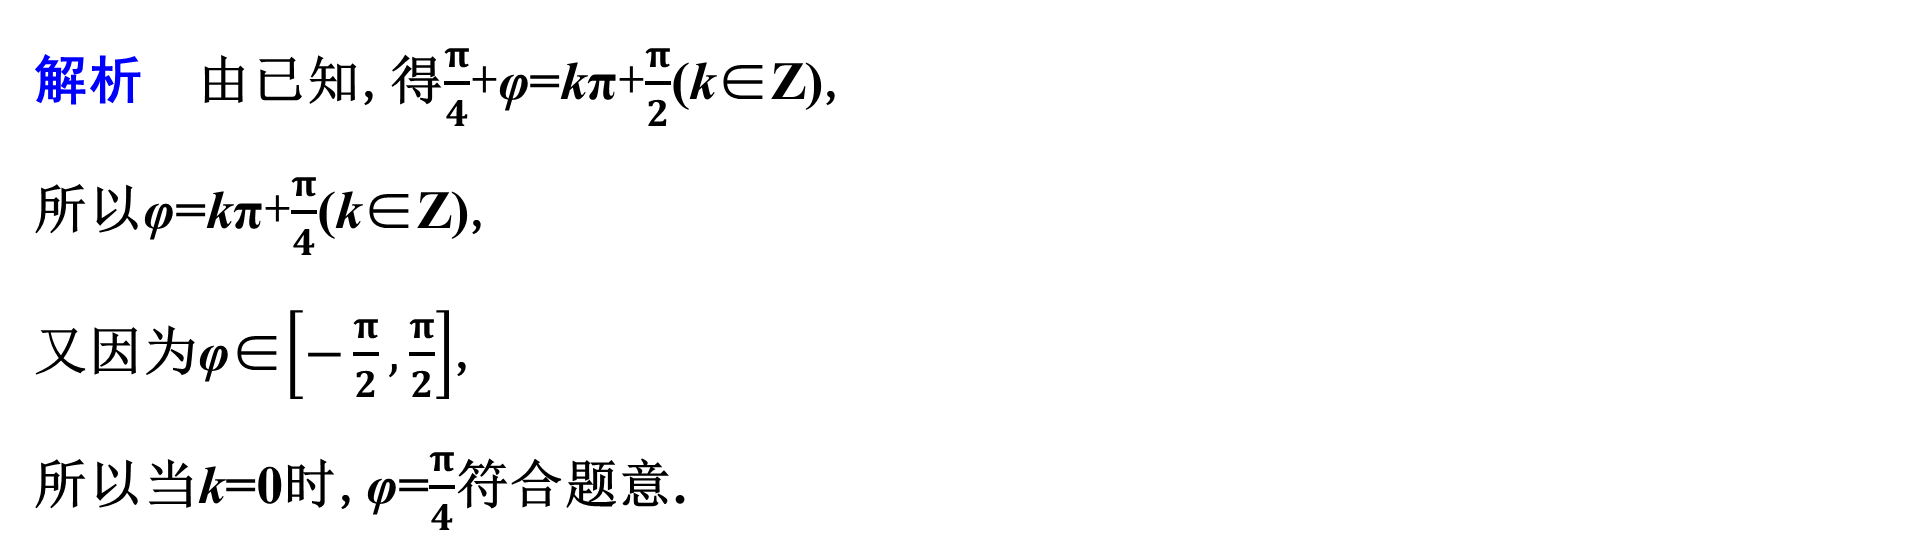 解析 由已知, 得π/4+φ=kπ+π/2(k∈Z),
所以φ=kπ+π/4(k∈Z),
又因为φ∈[−π/2,π/2],
所以当k=0时, φ=π/4符合题意.